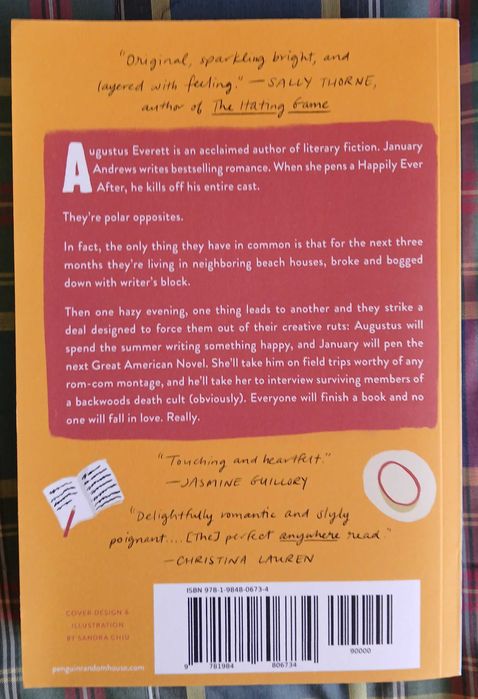 "Original, sparkling bright, and
layered with feeling." —SALLY THORNE,
author of The Hating Game
Augustus Everett is an acclaimed author of literary fiction. January
Andrews writes bestselling romance. When she pens a Happily Ever
After, he kills off his entire cast.
They're polar opposites.
In fact, the only thing they have in common is that for the next three
months they're living in neighboring beach houses, broke and bogged
down with writer's block.
Then one hazy evening, one thing leads to another and they strike a
deal designed to force them out of their creative ruts: Augustus will
spend the summer writing something happy, and January will pen the
next Great American Novel. She'll take him on field trips worthy of any
rom-com montage, and he'll take her to interview surviving members of
a backwoods death cult (obviously). Everyone will finish a book and no
one will fall in love. Really.
"Touching and heartfelt."
—JASMINE GUILLORY
"Delightfully romantic and slyly
poignant.... [The] perfect anywhere read."
—CHRISTINA LAUREN
COVER DESIGN &
ILLUSTRATION
BY SANDRA CHIU
penguinrandomhouse.com
ISBN 978-1-9848-0673-4
9 781984 806734
90000